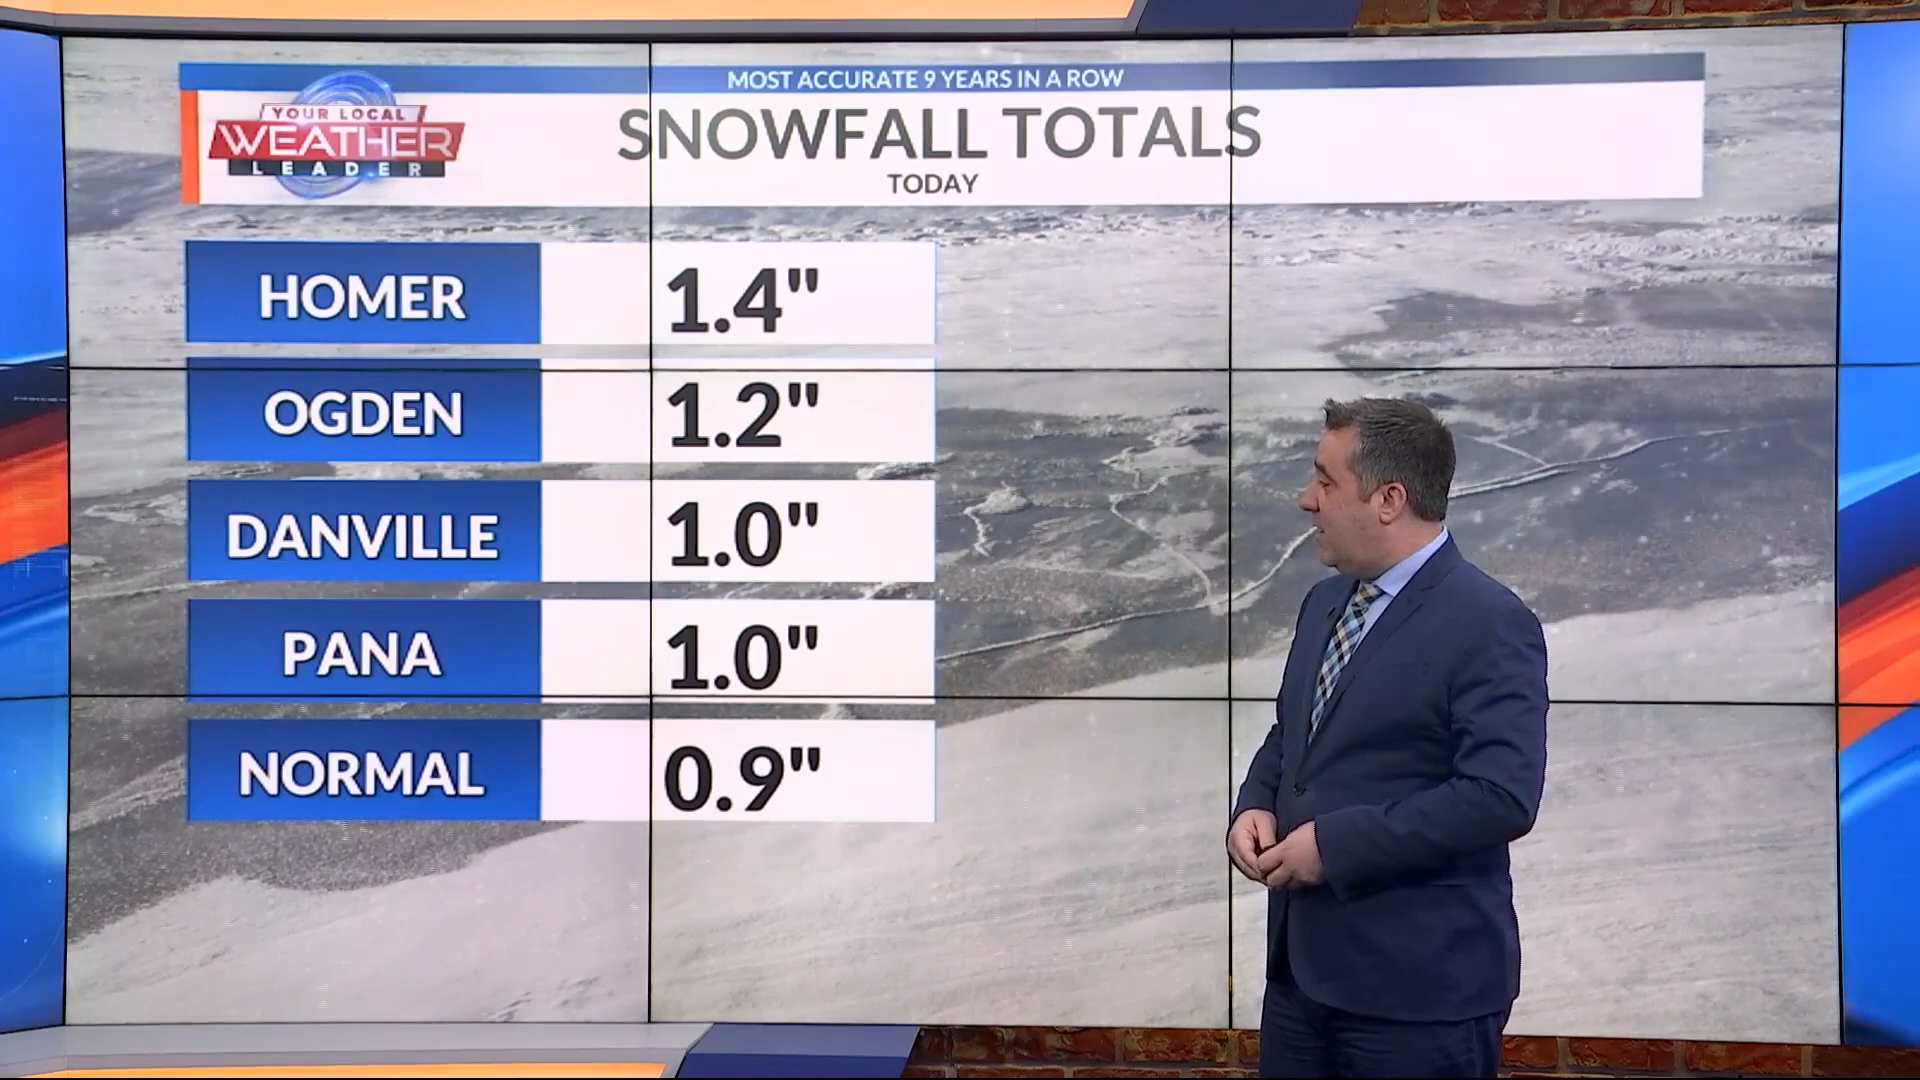 MOST ACCURATE 9 YEARS IN A ROW
YOUR LOCAL
WEATHER
LEADER
SNOWFALL TOTALS
TODAY
HOMER 1.4"
OGDEN 1.2"
DANVILLE 1.0"
PANA 1.0"
NORMAL 0.9"